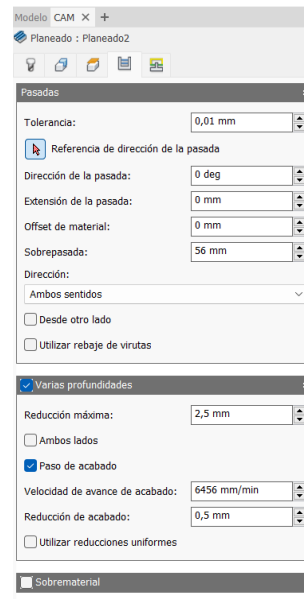 Modelo CAM × +
Planeado : Planeado2
Pasadas
Tolerancia: 0,01 mm
Referencia de dirección de la pasada
Dirección de la pasada: 0 deg
Extensión de la pasada: 0 mm
Offset de material: 0 mm
Sobrepasada: 56 mm
Dirección:
Ambos sentidos
Desde otro lado
Utilizar rebaje de virutas
Varias profundidades
Reducción máxima: 2,5 mm
Ambos lados
Paso de acabado
Velocidad de avance de acabado: 6456 mm/min
Reducción de acabado: 0,5 mm
Utilizar reducciones uniformes
Sobrematerial